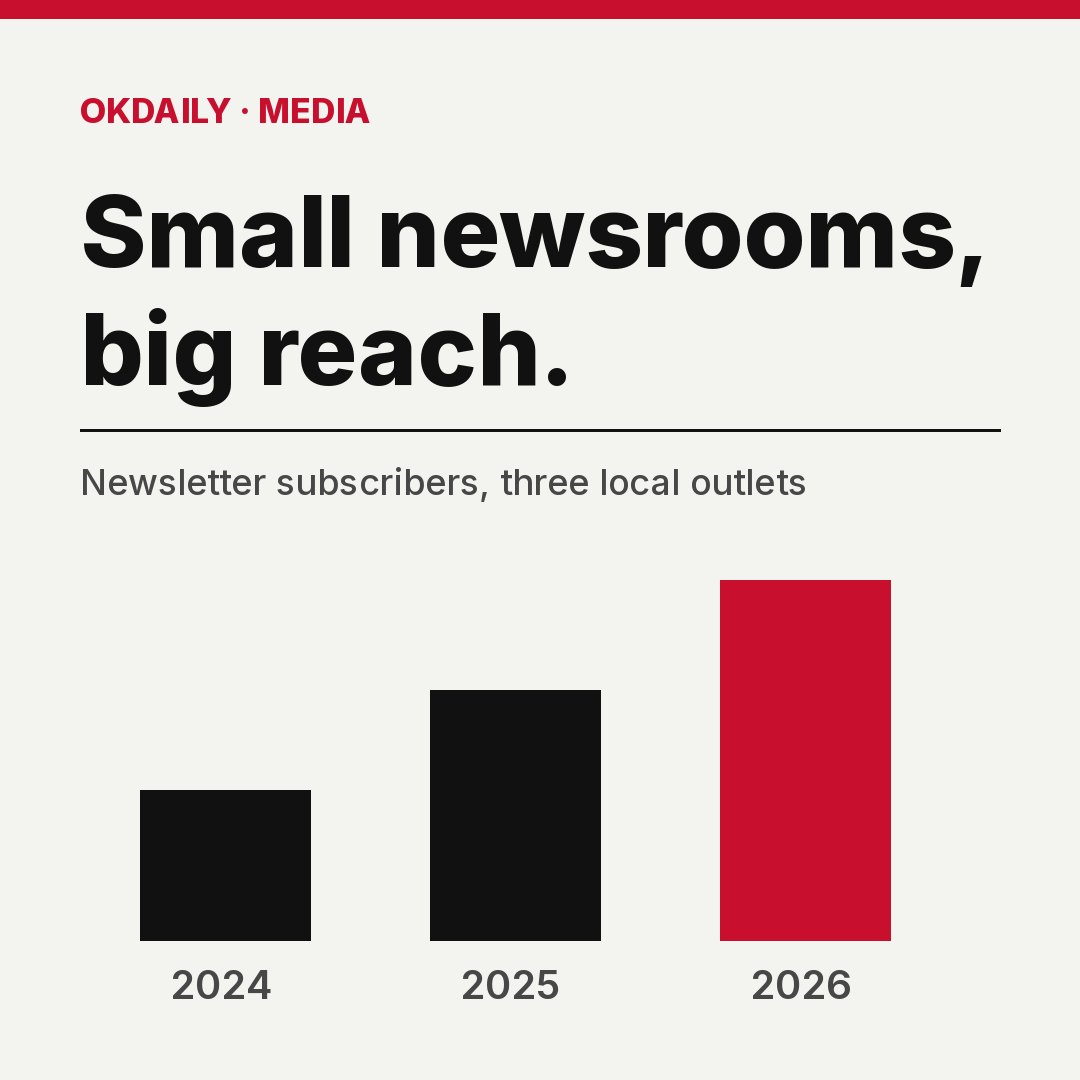 OKDAILY · MEDIA
Small newsrooms,
big reach.
Newsletter subscribers, three local outlets
2024 2025 2026